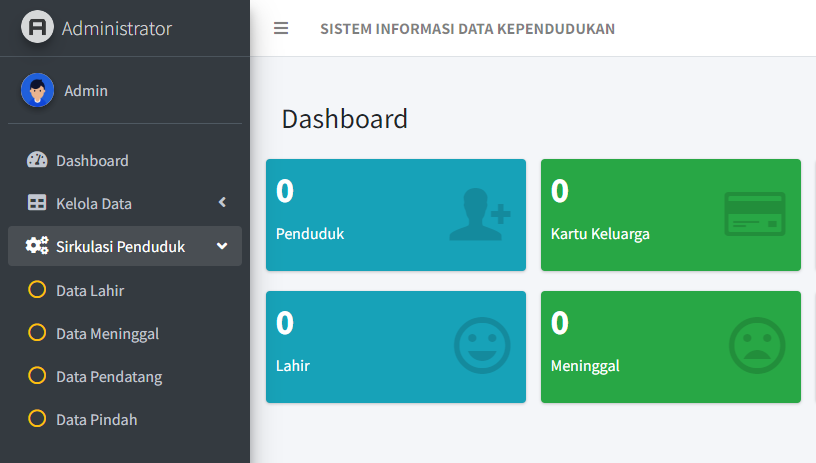 Administrator
SISTEM INFORMASI DATA KEPENDUDUKAN
Admin
Dashboard
Kelola Data
Sirkulasi Penduduk
Data Lahir
Data Meninggal
Data Pendatang
Data Pindah
Dashboard
0
Penduduk
0
Kartu Keluarga
0
Lahir
0
Meninggal